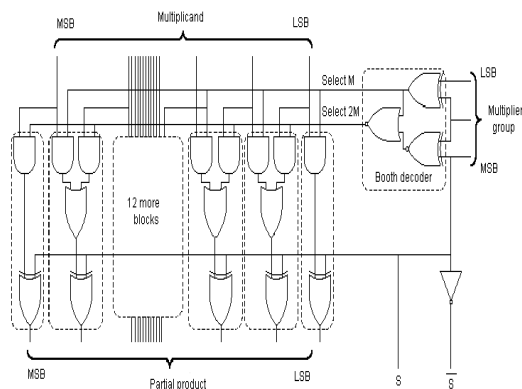 MSB
Multiplicand
LSB
Select M
Select 2M
LSB
Multiplier
group
MSB
Booth decoder
12 more
blocks
MSB
Partial product
LSB
S
S